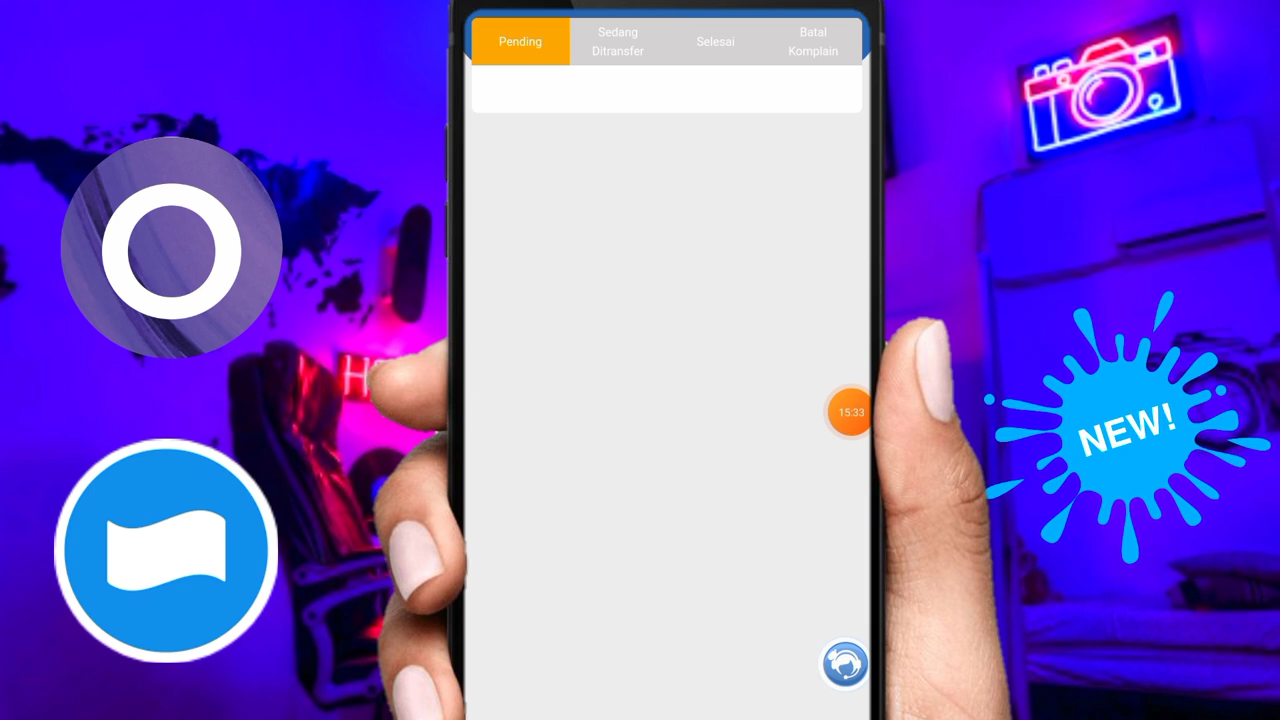 Pending
Sedang
Ditransfer
Selesai
Batal
Komplain
15:33
NEW!